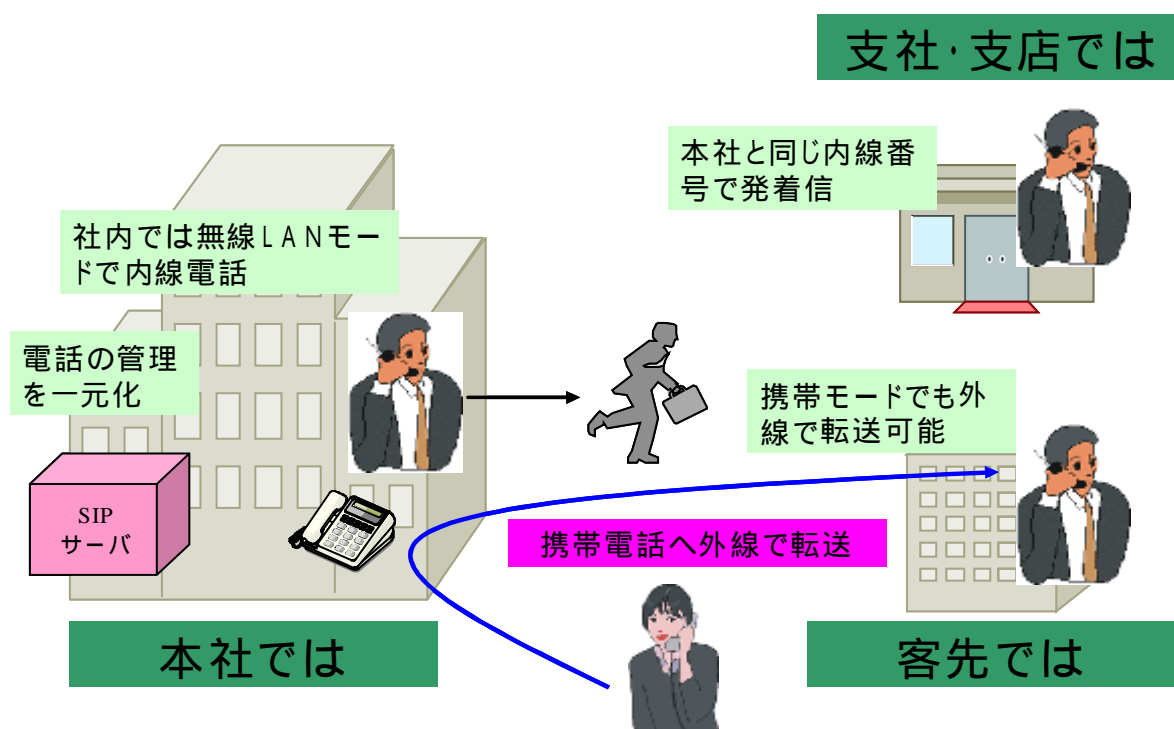 支社・支店では
本社と同じ内線番
号で発着信
社内では無線LANモー
ドで内線電話
電話の管理
を一元化
携帯モードでも外
線で転送可能
SIP
サーバ
携帯電話へ外線で転送
本社では
客先では